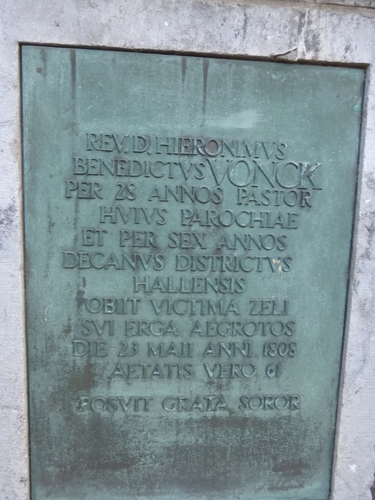 REV. D. HIERONIMVS
BENEDICTVS VONCK
PER 28 ANNOS PASTOR
HVIVS PAROCHIAE
ET PER SEX ANNOS
DECANVS DISTRICTVS
HALLENSIS
OBIIT VICTIMA ZELI
SVI ERGA AEGROTOS
DIE 23 MAII ANNI 1808
AETATIS VERO 61
POSVIT GRATA SOROR